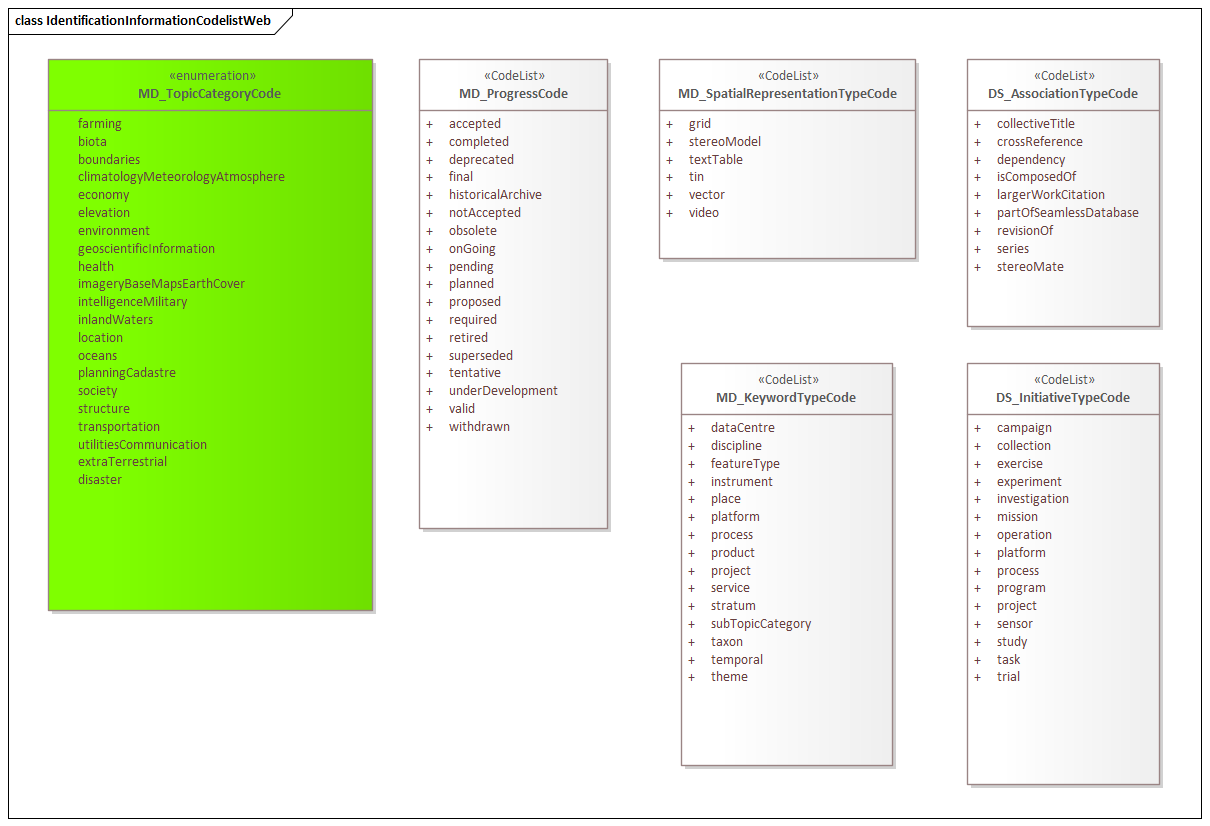 class IdentificationInformationCodelistWeb
«enumeration»
MD_TopicCategoryCode
farming
biota
boundaries
climatologyMeteorologyAtmosphere
economy
elevation
environment
geoscientificInformation
health
imageryBaseMapsEarthCover
intelligenceMilitary
inlandWaters
location
oceans
planningCadastre
society
structure
transportation
utilitiesCommunication
extraTerrestrial
disaster
«CodeList»
MD_ProgressCode
+ accepted
+ completed
+ deprecated
+ final
+ historicalArchive
+ notAccepted
+ obsolete
+ onGoing
+ pending
+ planned
+ proposed
+ required
+ retired
+ superseded
+ tentative
+ underDevelopment
+ valid
+ withdrawn
«CodeList»
MD_SpatialRepresentationTypeCode
+ grid
+ stereoModel
+ textTable
+ tin
+ vector
+ video
«CodeList»
DS_AssociationTypeCode
+ collectiveTitle
+ crossReference
+ dependency
+ isComposedOf
+ largerWorkCitation
+ partOfSeamlessDatabase
+ revisionOf
+ series
+ stereoMate
«CodeList»
MD_KeywordTypeCode
+ dataCentre
+ discipline
+ featureType
+ instrument
+ place
+ platform
+ process
+ product
+ project
+ service
+ stratum
+ subTopicCategory
+ taxon
+ temporal
+ theme
«CodeList»
DS_InitiativeTypeCode
+ campaign
+ collection
+ exercise
+ experiment
+ investigation
+ mission
+ operation
+ platform
+ process
+ program
+ project
+ sensor
+ study
+ task
+ trial